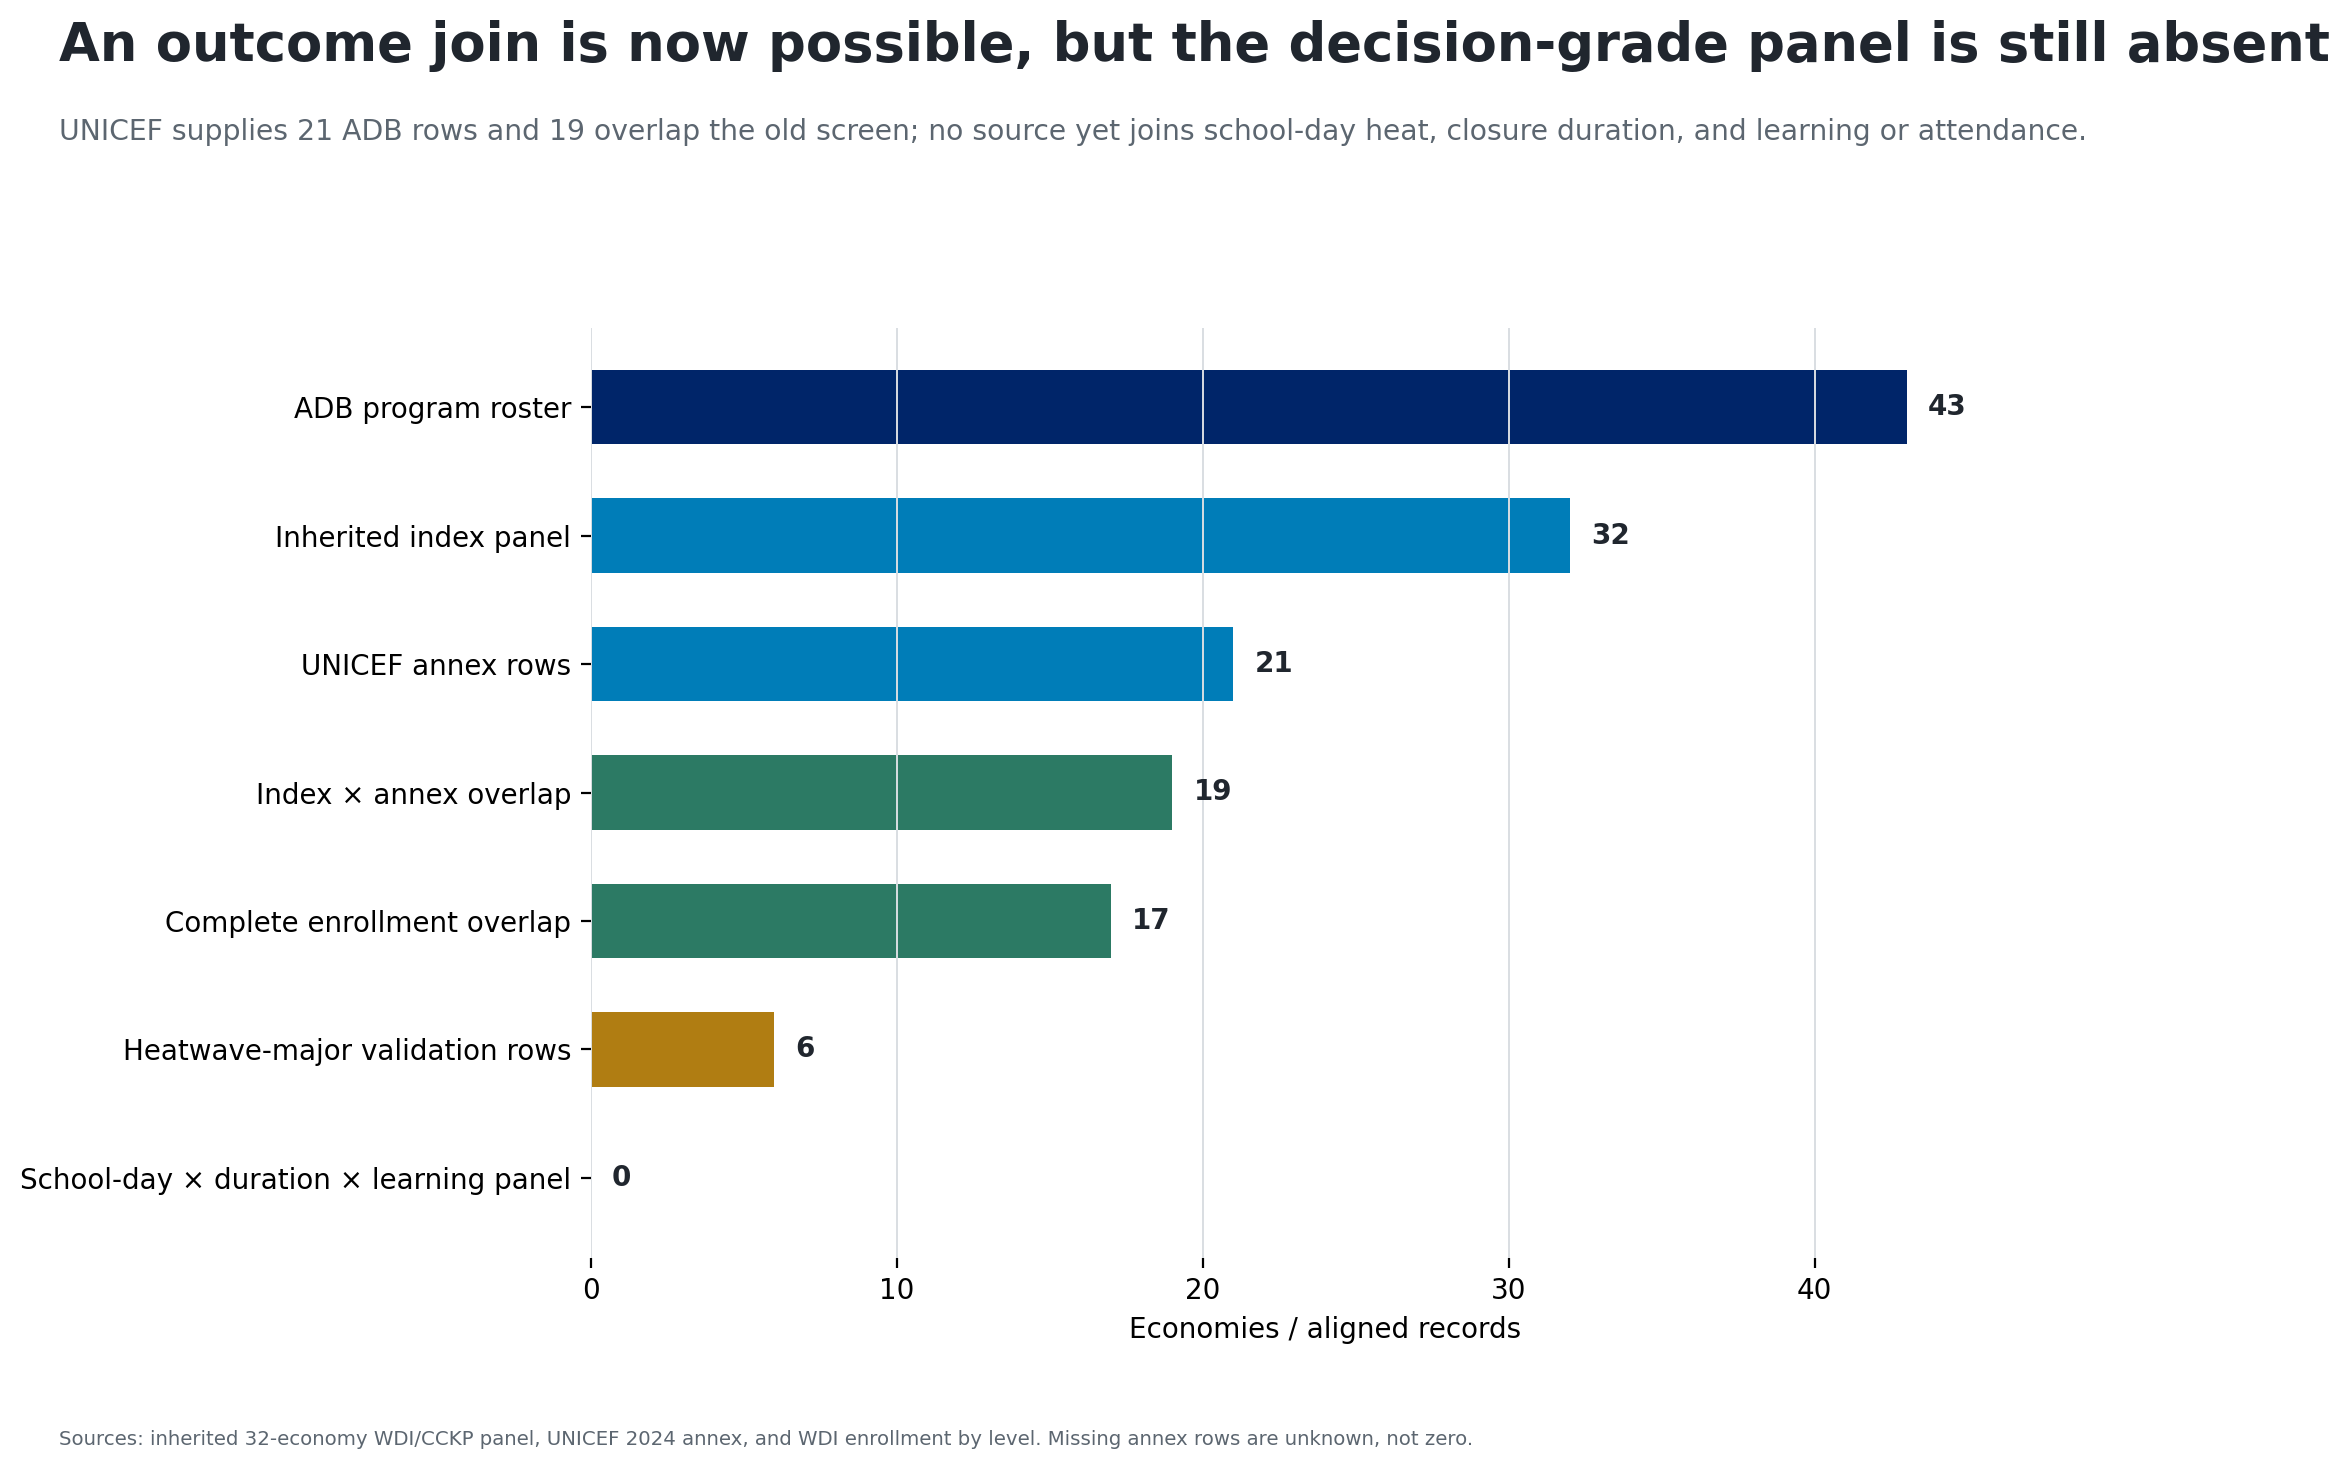 An outcome join is now possible, but the decision-grade panel is still absent
UNICEF supplies 21 ADB rows and 19 overlap the old screen; no source yet joins school-day heat, closure duration, and learning or attendance.
ADB program roster
43
Inherited index panel
32
UNICEF annex rows
21
Index × annex overlap
19
Complete enrollment overlap
17
Heatwave-major validation rows
6
School-day × duration × learning panel
0
0 10 20 30 40
Economies / aligned records
Sources: inherited 32-economy WDI/CCKP panel, UNICEF 2024 annex, and WDI enrollment by level. Missing annex rows are unknown, not zero.